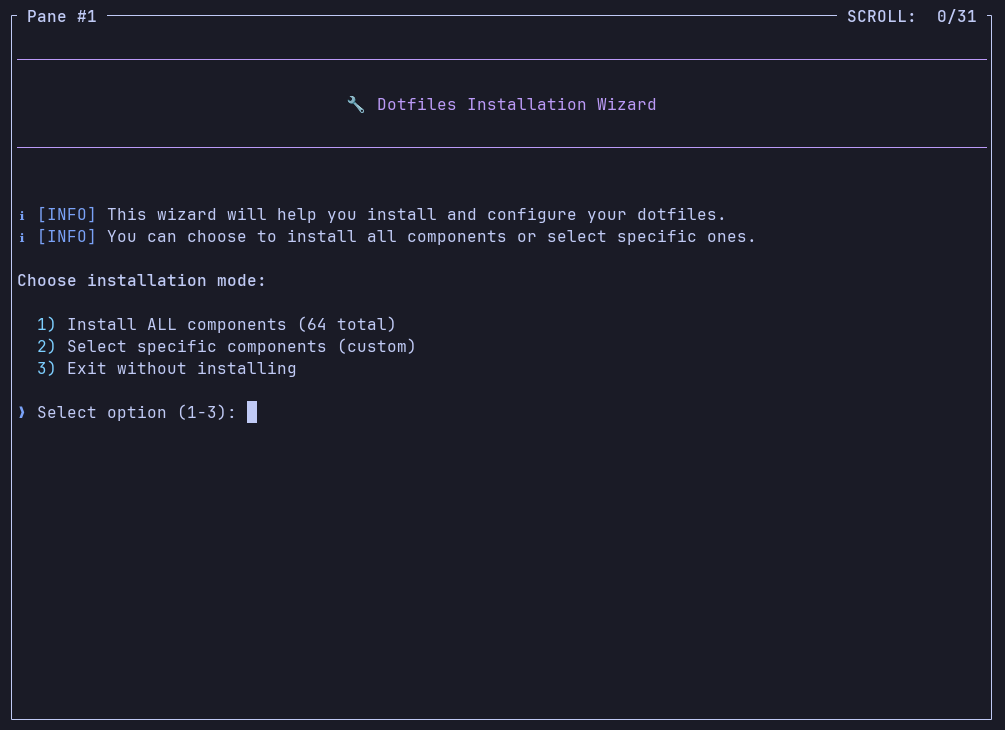 Pane #1 SCROLL: 0/31
🔧 Dotfiles Installation Wizard
ℹ [INFO] This wizard will help you install and configure your dotfiles.
ℹ [INFO] You can choose to install all components or select specific ones.
Choose installation mode:
1) Install ALL components (64 total)
2) Select specific components (custom)
3) Exit without installing
❯ Select option (1-3):